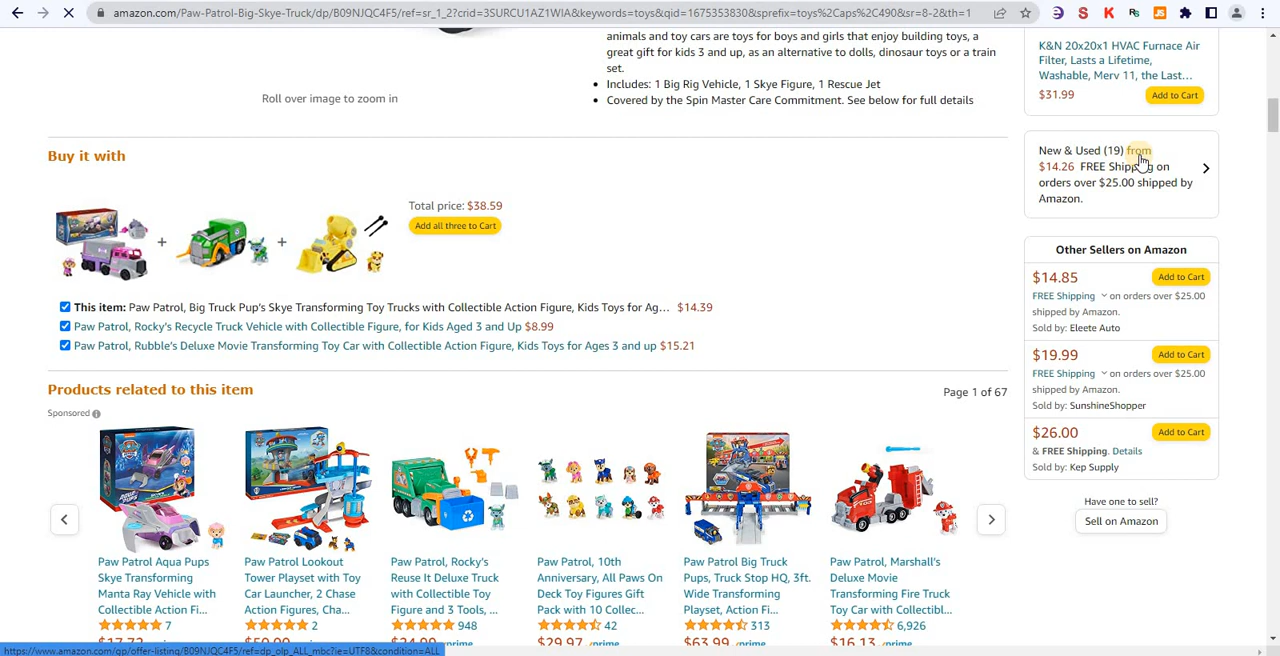 amazon.com/Paw-Patrol-Big-Skye-Truck/dp/B09NJQC4F5/ref=sr_1_2?crid=3SURCU1AZ1WIA&keywords=toys&qid=1675353830&sprefix=toys%2Caps%2C490&sr=8-2&th=1
animals and toy cars are toys for boys and girls that enjoy building toys, a
great gift for kids 3 and up, as an alternative to dolls, dinosaur toys or a train
set.
• Includes: 1 Big Rig Vehicle, 1 Skye Figure, 1 Rescue Jet
• Covered by the Spin Master Care Commitment. See below for full details
Roll over image to zoom in
K&N 20x20x1 HVAC Furnace Air
Filter, Lasts a Lifetime,
Washable, Merv 11, the Last...
$31.99 Add to Cart
New & Used (19) from
$14.26 FREE Shipping on
orders over $25.00 shipped by
Amazon.
Buy it with
Total price: $38.59
Add all three to Cart
This item: Paw Patrol, Big Truck Pup's Skye Transforming Toy Trucks with Collectible Action Figure, Kids Toys for Ag... $14.39
Paw Patrol, Rocky's Recycle Truck Vehicle with Collectible Figure, for Kids Aged 3 and Up $8.99
Paw Patrol, Rubble's Deluxe Movie Transforming Toy Car with Collectible Action Figure, Kids Toys for Ages 3 and up $15.21
Other Sellers on Amazon
$14.85 Add to Cart
FREE Shipping on orders over $25.00
shipped by Amazon.
Sold by: Eleete Auto
$19.99 Add to Cart
FREE Shipping on orders over $25.00
shipped by Amazon.
Sold by: SunshineShopper
$26.00 Add to Cart
& FREE Shipping. Details
Sold by: Kep Supply
Have one to sell?
Sell on Amazon
Products related to this item
Page 1 of 67
Sponsored
Paw Patrol Aqua Pups
Skye Transforming
Manta Ray Vehicle with
Collectible Action Fi...
7
$17.72
Paw Patrol Lookout
Tower Playset with Toy
Car Launcher, 2 Chase
Action Figures, Cha...
2
Paw Patrol, Rocky's
Reuse It Deluxe Truck
with Collectible Toy
Figure and 3 Tools, ...
948
$24.99 prime
Paw Patrol, 10th
Anniversary, All Paws On
Deck Toy Figures Gift
Pack with 10 Collec...
42
$29.97 prime
Paw Patrol Big Truck
Pups, Truck Stop HQ, 3ft.
Wide Transforming
Playset, Action Fi...
313
$63.99 prime
Paw Patrol, Marshall's
Deluxe Movie
Transforming Fire Truck
Toy Car with Collectibl...
6,926
$16.13 prime
https://www.amazon.com/gp/offer-listing/B09NJQC4F5/ref=dp_olp_ALL_mbc?ie=UTF8&condition=ALL